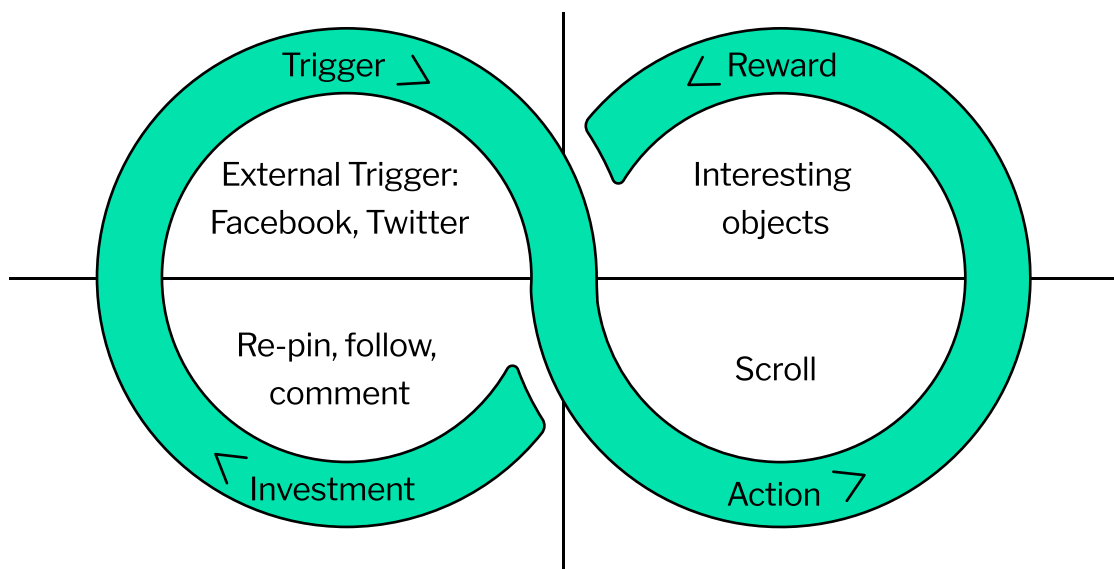 Trigger
Reward
External Trigger:
Facebook, Twitter
Interesting
objects
Re-pin, follow,
comment
Scroll
Investment
Action